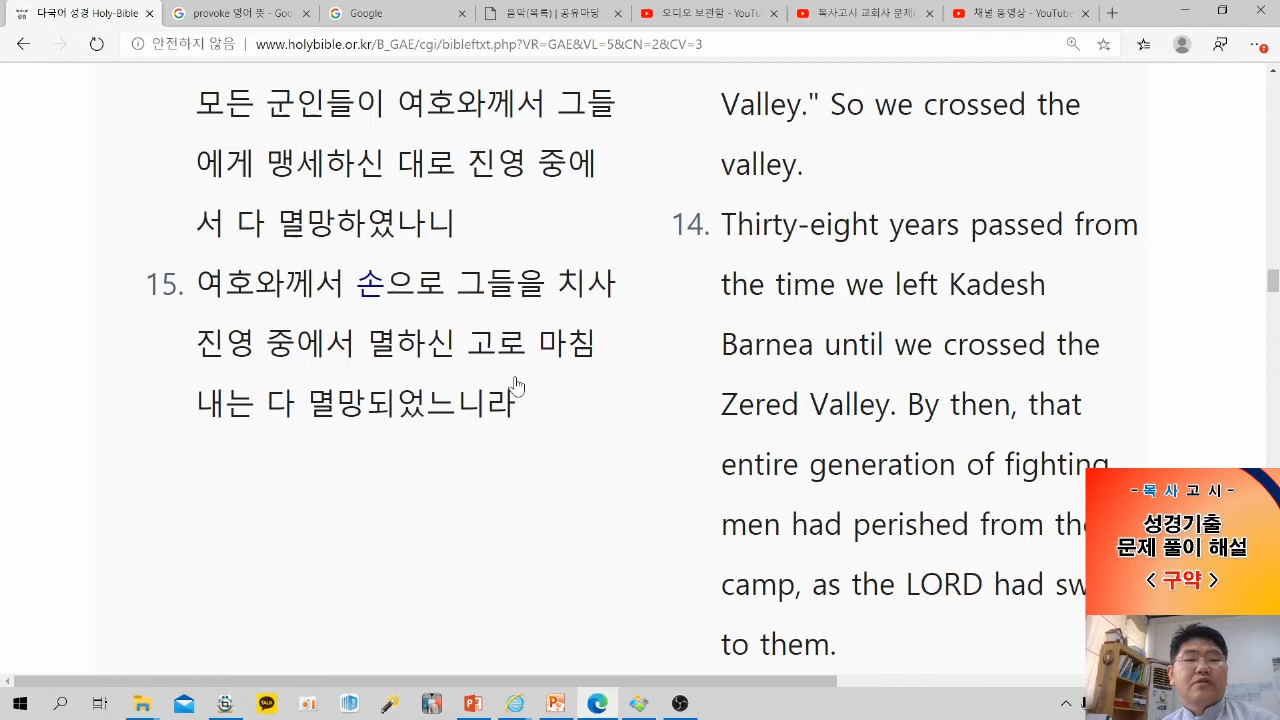 다국어 성경 Holy-Bible
provoke 영어 뜻 - Goo
Google
음악(목록) | 공유마당
오디오 보관함 - YouTu
목사고시 교회사 문제(
채널 동영상 - YouTube
안전하지 않음 | www.holybible.or.kr/B_GAE/cgi/bibleftxt.php?VR=GAE&VL=5&CN=2&CV=3
모든 군인들이 여호와께서 그들
에게 맹세하신 대로 진영 중에
서 다 멸망하였나니
15. 여호와께서 손으로 그들을 치사
진영 중에서 멸하신 고로 마침
내는 다 멸망되었느니라
Valley." So we crossed the
valley.
14. Thirty-eight years passed from
the time we left Kadesh
Barnea until we crossed the
Zered Valley. By then, that
entire generation of fighting
men had perished from the
camp, as the LORD had sw
to them.
- 목 사 고 시 -
성경기출
문제 풀이 해설
< 구약 >
TALK